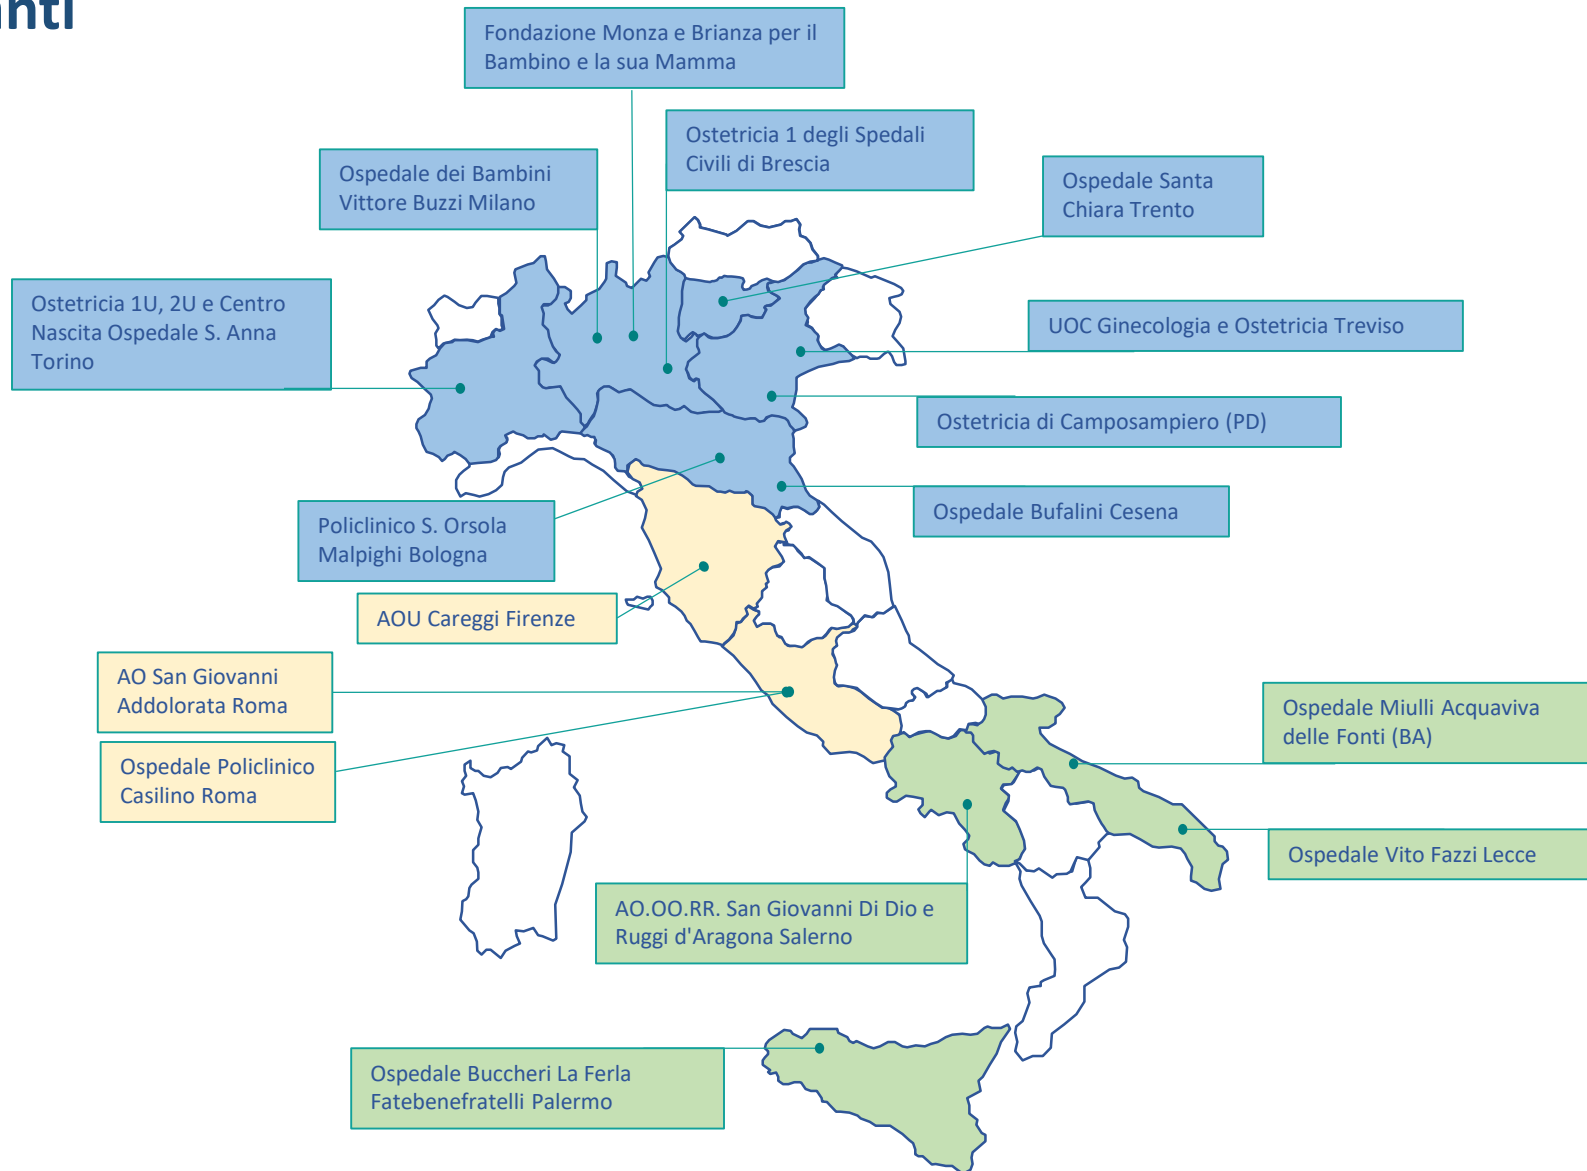 Fondazione Monza e Brianza per il
Bambino e la sua Mamma
Ostetricia 1 degli Spedali
Civili di Brescia
Ospedale dei Bambini
Vittore Buzzi Milano
Ospedale Santa
Chiara Trento
Ostetricia 1U, 2U e Centro
Nascita Ospedale S. Anna
Torino
UOC Ginecologia e Ostetricia Treviso
Ostetricia di Camposampiero (PD)
Ospedale Bufalini Cesena
Policlinico S. Orsola
Malpighi Bologna
AOU Careggi Firenze
AO San Giovanni
Addolorata Roma
Ospedale Policlinico
Casilino Roma
Ospedale Miulli Acquaviva
delle Fonti (BA)
Ospedale Vito Fazzi Lecce
AO.OO.RR. San Giovanni Di Dio e
Ruggi d'Aragona Salerno
Ospedale Buccheri La Ferla
Fatebenefratelli Palermo